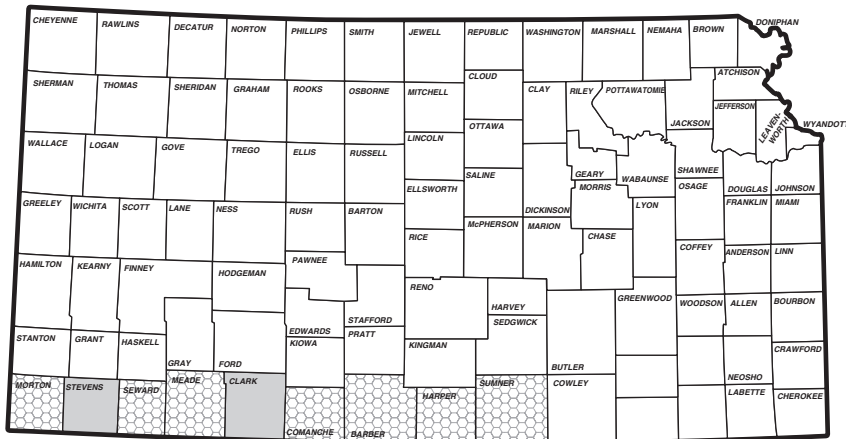 CHEYENNE RAWLINS DECATUR NORTON PHILLIPS SMITH JEWELL REPUBLIC WASHINGTON MARSHALL NEMAHA BROWN DONIPHAN
SHERMAN THOMAS SHERIDAN GRAHAM ROOKS OSBORNE MITCHELL CLOUD CLAY RILEY POTTAWATOMIE JACKSON ATCHISON
JEFFERSON LEAVEN-
WORTH WYANDOTT
WALLACE LOGAN GOVE TREGO ELLIS RUSSELL LINCOLN OTTAWA
ELLSWORTH SALINE DICKINSON GEARY MORRIS WABAUNSE SHAWNEE OSAGE DOUGLAS JOHNSON
GREELEY WICHITA SCOTT LANE NESS RUSH BARTON RICE McPHERSON MARION CHASE LYON FRANKLIN MIAMI
HAMILTON KEARNY FINNEY HODGEMAN PAWNEE STAFFORD RENO HARVEY COFFEY ANDERSON LINN
STANTON GRANT HASKELL GRAY FORD EDWARDS KIOWA PRATT KINGMAN SEDGWICK BUTLER GREENWOOD WOODSON ALLEN BOURBON
CRAWFORD NEOSHO
MORTON STEVENS SEWARD MEADE CLARK COMANCHE BARBER HARPER SUMNER COWLEY LABETTE CHEROKEE